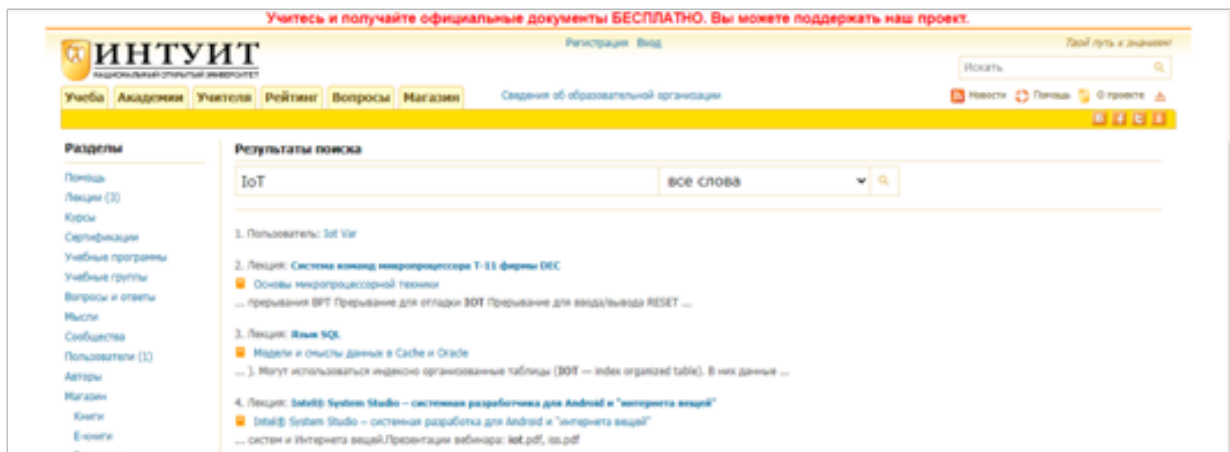 Учитесь и получайте официальные документы БЕСПЛАТНО. Вы можете поддержать наш проект.
ИНТУИТ
НАЦИОНАЛЬНЫЙ ОТКРЫТЫЙ УНИВЕРСИТЕТ
Регистрация Вход
Твой путь к знаниям!
Искать
Учеба Академии Учителя Рейтинг Вопросы Магазин
Сведения об образовательной организации
Новости Помощь О проекте
Разделы
Помощь
Лекции (3)
Курсы
Сертификации
Учебные программы
Учебные группы
Вопросы и ответы
Мысли
Сообщества
Пользователи (1)
Авторы
Магазин
Книги
Е-книги
Результаты поиска
IoT все слова
1. Пользователь: Iot Var
2. Лекция: Система команд микропроцессора T-11 фирмы DEC
Основы микропроцессорной техники
... прерывания BPT Прерывание для отладки IOT Прерывание для ввода/вывода RESET ...
3. Лекция: Язык SQL
Модели и смыслы данных в Cache и Oracle
... ). Могут использоваться индексно организованные таблицы (IOT — index organized table). В них данные ...
4. Лекция: Intel® System Studio – системная разработчика для Android и "интернета вещей"
Intel® System Studio – системная разработка для Android и "интернета вещей"
... систем и Интернета вещей.Презентации вебинара: iot.pdf, iss.pdf